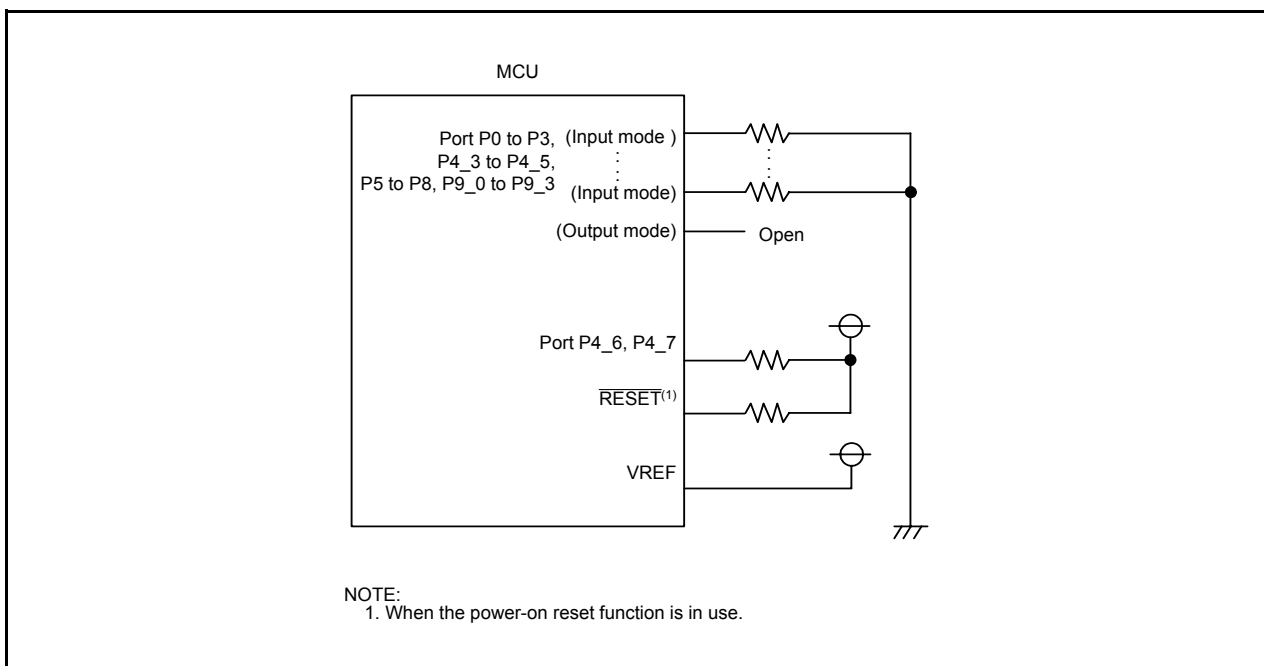 MCU
Port P0 to P3,
P4_3 to P4_5,
P5 to P8, P9_0 to P9_3
(Input mode )
(Input mode)
(Output mode)
Open
Port P4_6, P4_7
RESET(1)
VREF
NOTE:
1. When the power-on reset function is in use.